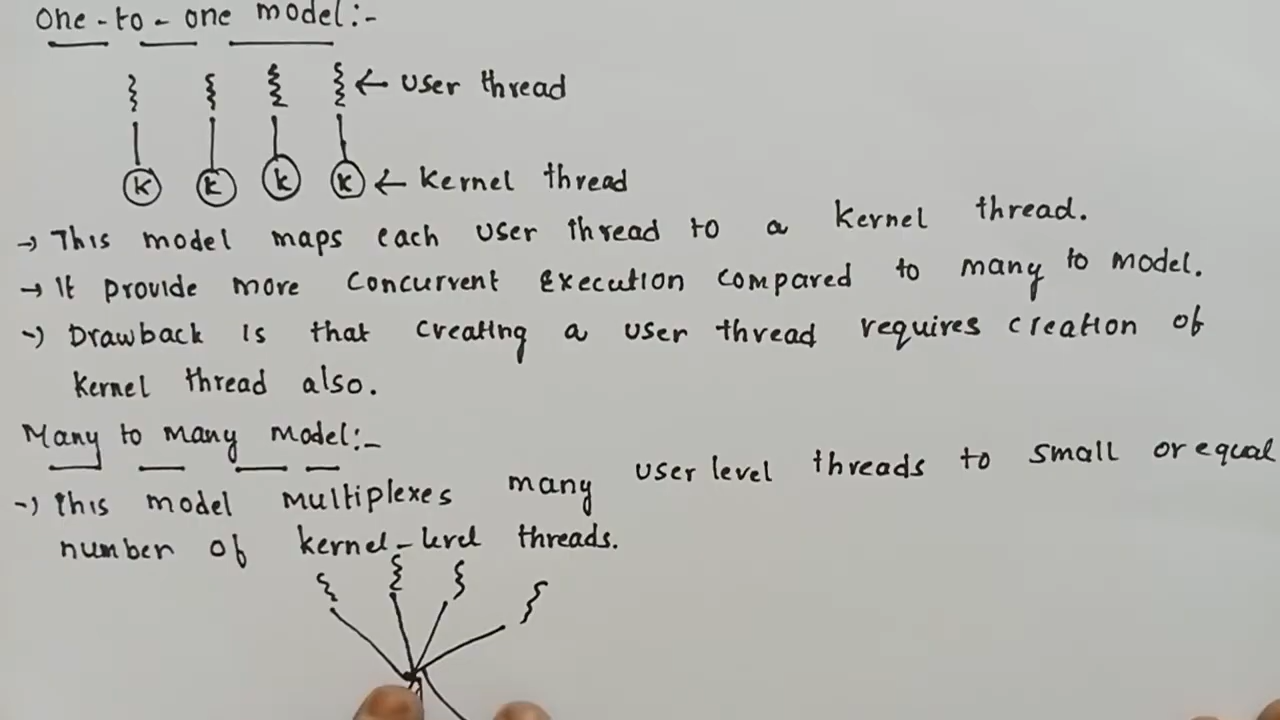 One-to-one model:-
← User thread
K K K K ← Kernel thread
→ This model maps each user thread to a kernel thread.
→ It provide more concurrent execution compared to many to model.
→ Drawback is that creating a user thread requires creation of
kernel thread also.
Many to many model:-
→ This model multiplexes many user level threads to small or equal
number of kernel-level threads.